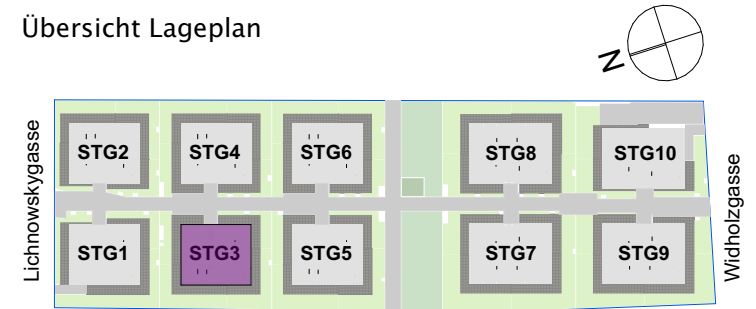 Übersicht Lageplan
N
Lichnowskygasse
STG2 STG4 STG6 STG8 STG10
STG1 STG3 STG5 STG7 STG9
Widholzgasse